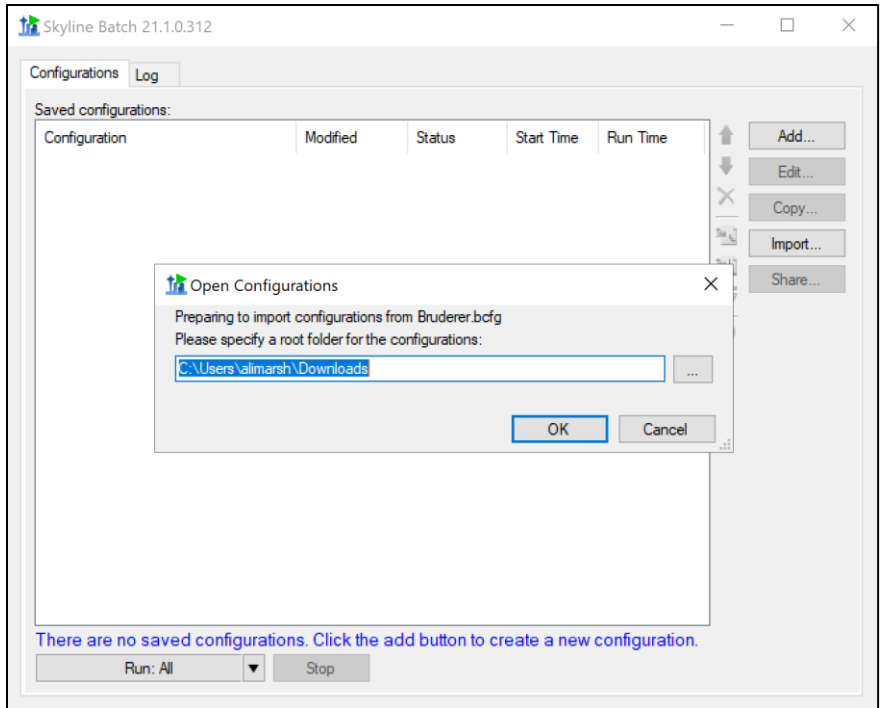 Skyline Batch 21.1.0.312
Configurations Log
Saved configurations:
Configuration Modified Status Start Time Run Time
Add...
Edit...
Copy...
Import...
Share...
Open Configurations
Preparing to import configurations from Bruderer.bcfg
Please specify a root folder for the configurations:
C:\Users\alimarsh\Downloads
...
OK Cancel
There are no saved configurations. Click the add button to create a new configuration.
Run: All Stop